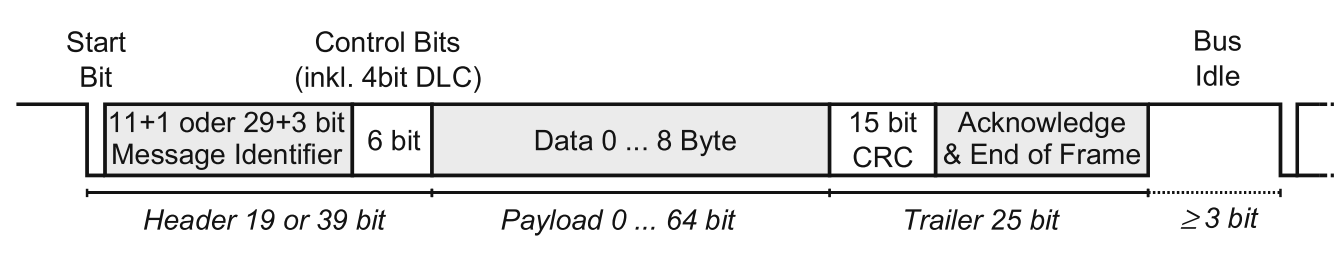 Start
Bit
Control Bits
(inkl. 4bit DLC)
Bus
Idle
11+1 oder 29+3 bit
Message Identifier
6 bit
Data 0 ... 8 Byte
15 bit
CRC
Acknowledge
& End of Frame
Header 19 or 39 bit
Payload 0 ... 64 bit
Trailer 25 bit
≥ 3 bit